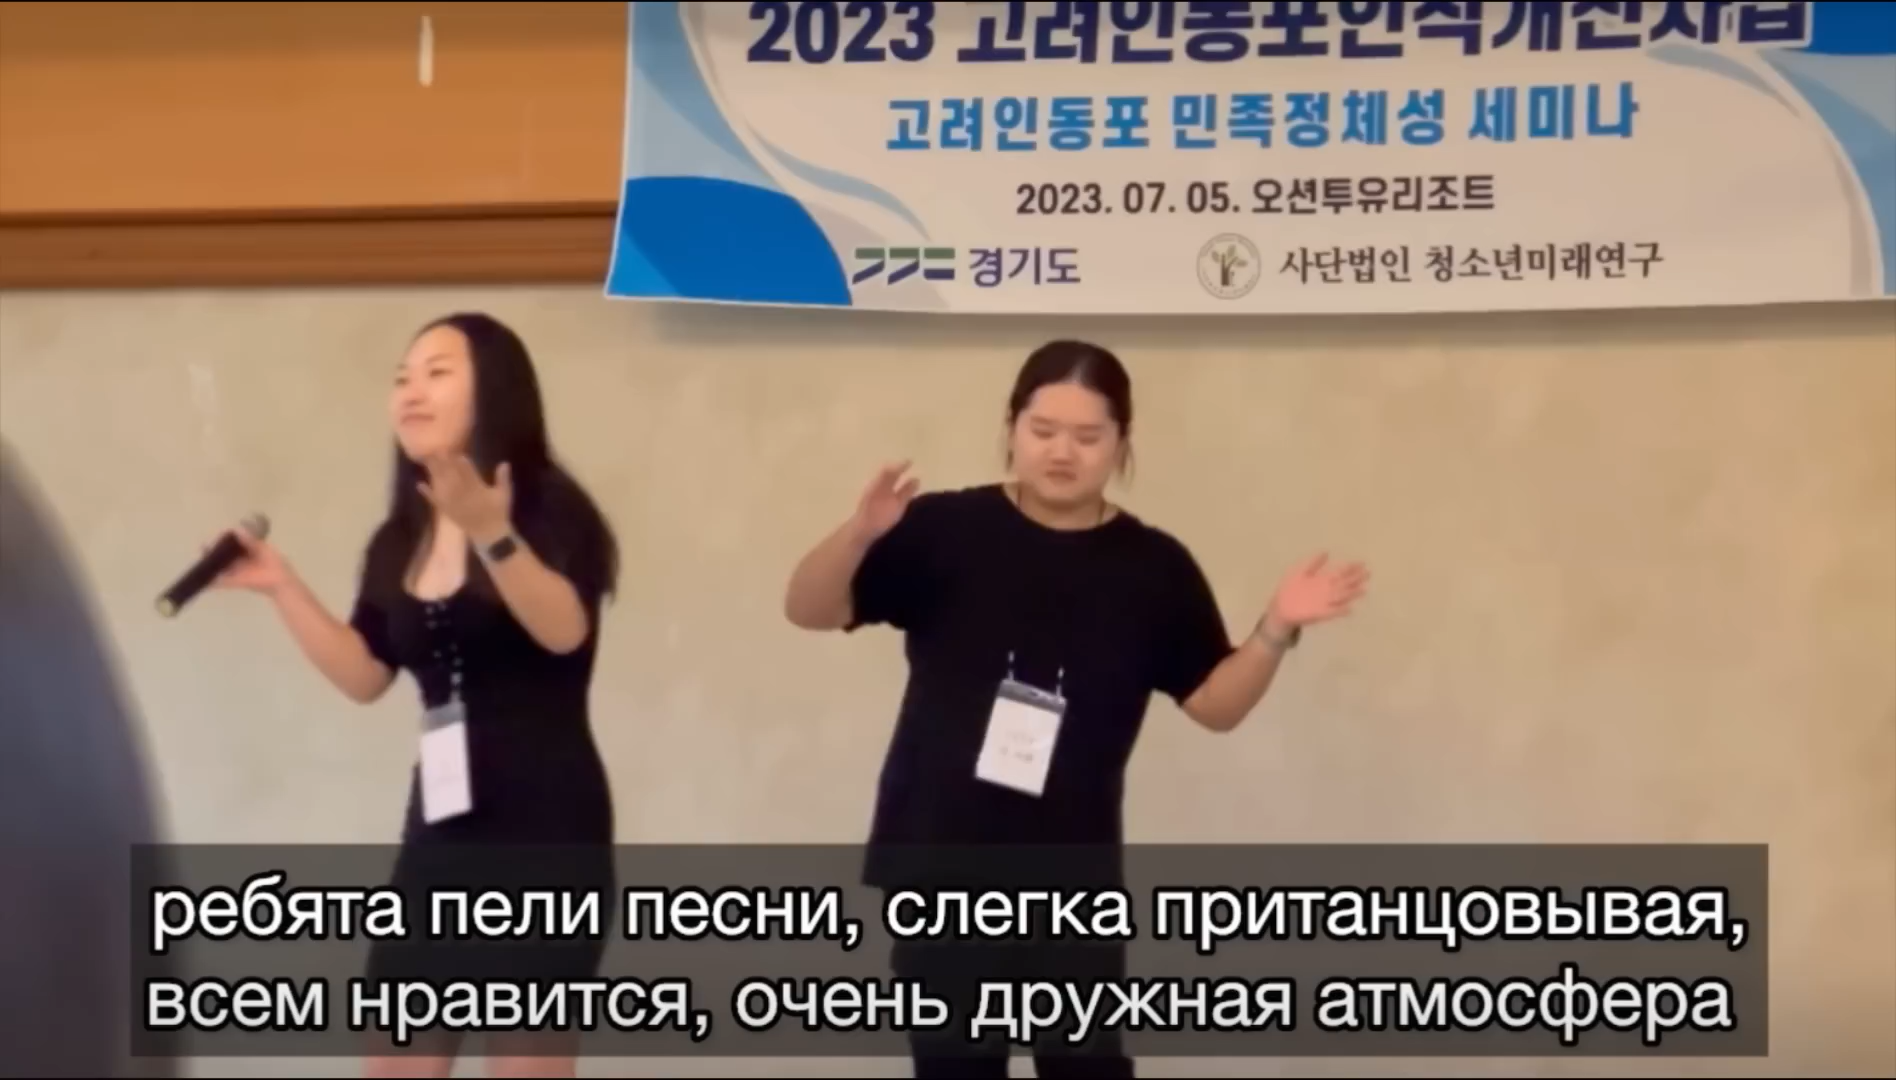 2023 고려인동포인식개선사업
고려인동포 민족정체성 세미나
2023. 07. 05. 오션투유리조트
경기도 사단법인 청소년미래연구
ребята пели песни, слегка пританцовывая,
всем нравится, очень дружная атмосфера